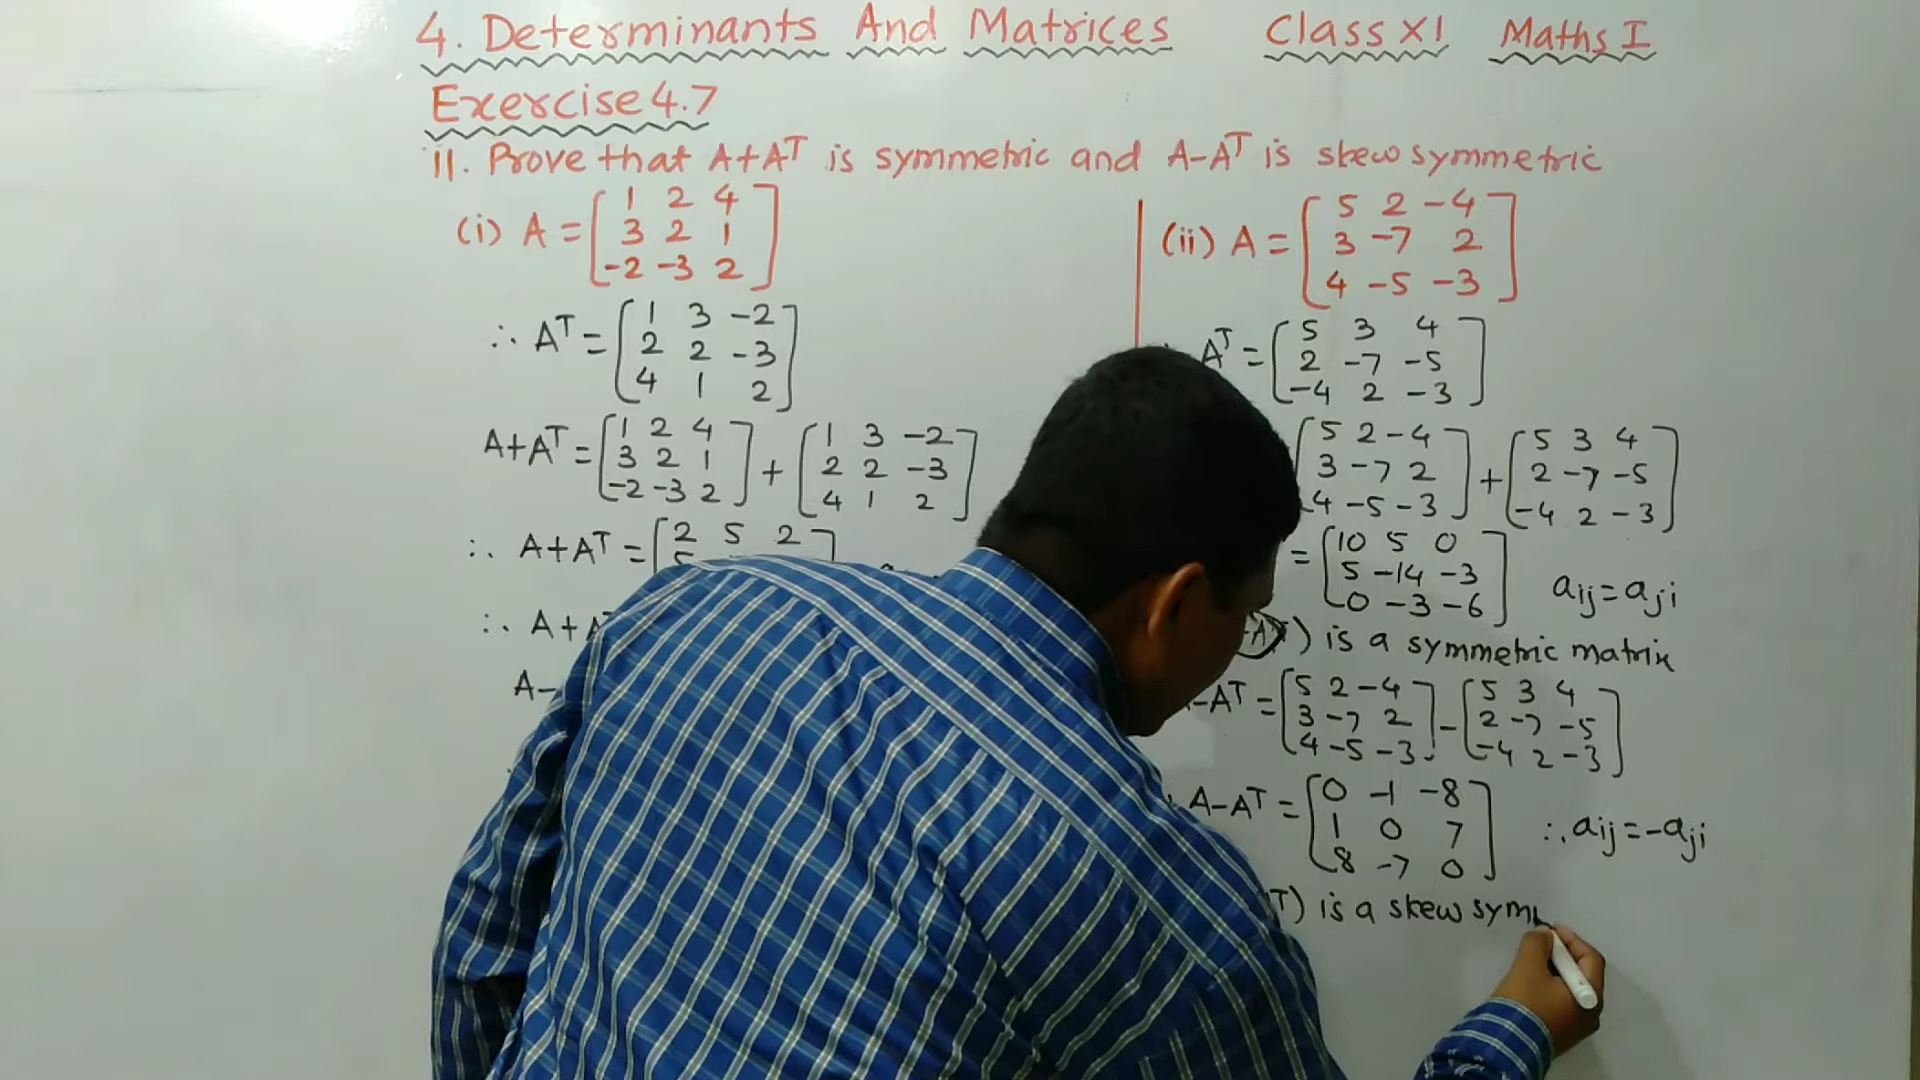 4. Determinants And Matrices Class XI Maths I
Exercise 4.7
11. Prove that A+Aᵀ is symmetric and A-Aᵀ is skew symmetric
(i) A = [1 2 4
3 2 1
-2 -3 2]
∴ Aᵀ = [1 3 -2
2 2 -3
4 1 2]
A+Aᵀ = [1 2 4
3 2 1
-2 -3 2] + [1 3 -2
2 2 -3
4 1 2]
∴ A+Aᵀ = [2 5 2
5
∴ A+A
A-
(ii) A = [5 2 -4
3 -7 2
4 -5 -3]
Aᵀ = [5 3 4
2 -7 -5
-4 2 -3]
[5 2 -4
3 -7 2
4 -5 -3] + [5 3 4
2 -7 -5
-4 2 -3]
= [10 5 0
5 -14 -3
0 -3 -6] aij = aji
) is a symmetric matrix
-Aᵀ = [5 2 -4
3 -7 2
4 -5 -3] - [5 3 4
2 -7 -5
-4 2 -3]
A-Aᵀ = [0 -1 -8
1 0 7
8 -7 0] ∴ aij = -aji
ᵀ) is a skew sym